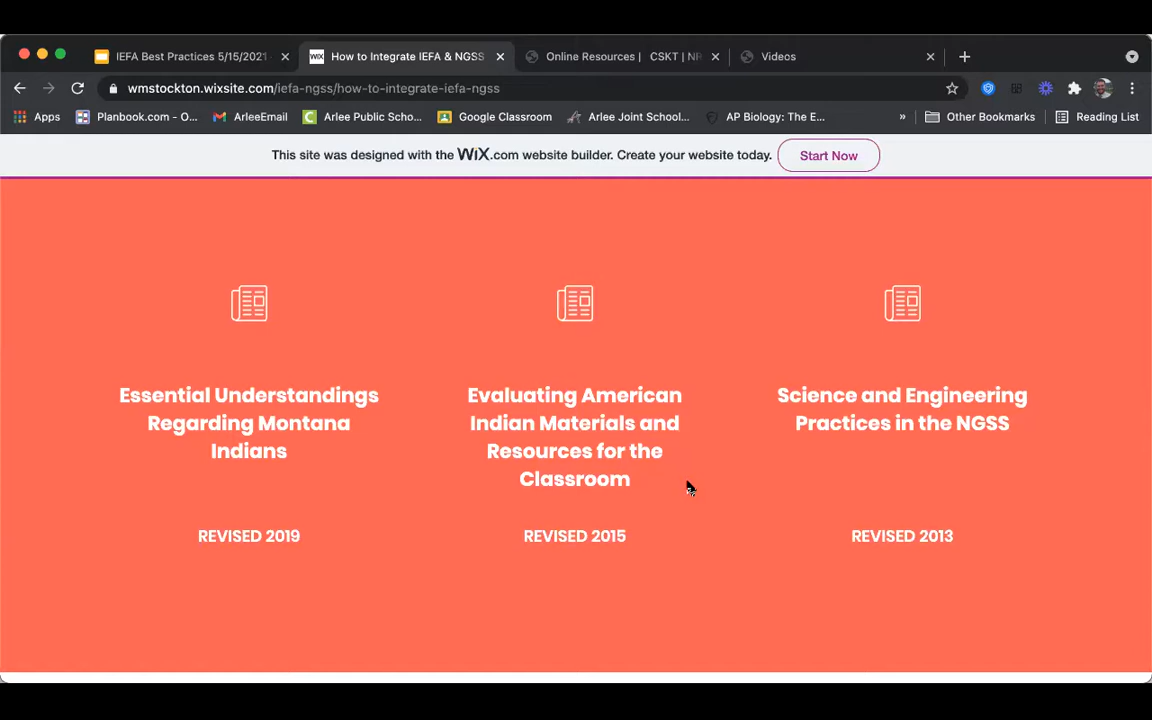 IEFA Best Practices 5/15/2021
How to Integrate IEFA & NGSS
Online Resources | CSKT | NR
Videos
wmstockton.wixsite.com/iefa-ngss/how-to-integrate-iefa-ngss
Apps
Planbook.com - O...
ArleeEmail
Arlee Public Scho...
Google Classroom
Arlee Joint School...
AP Biology: The E...
»
Other Bookmarks
Reading List
This site was designed with the WiX.com website builder. Create your website today.
Start Now
Essential Understandings
Regarding Montana
Indians
REVISED 2019
Evaluating American
Indian Materials and
Resources for the
Classroom
REVISED 2015
Science and Engineering
Practices in the NGSS
REVISED 2013